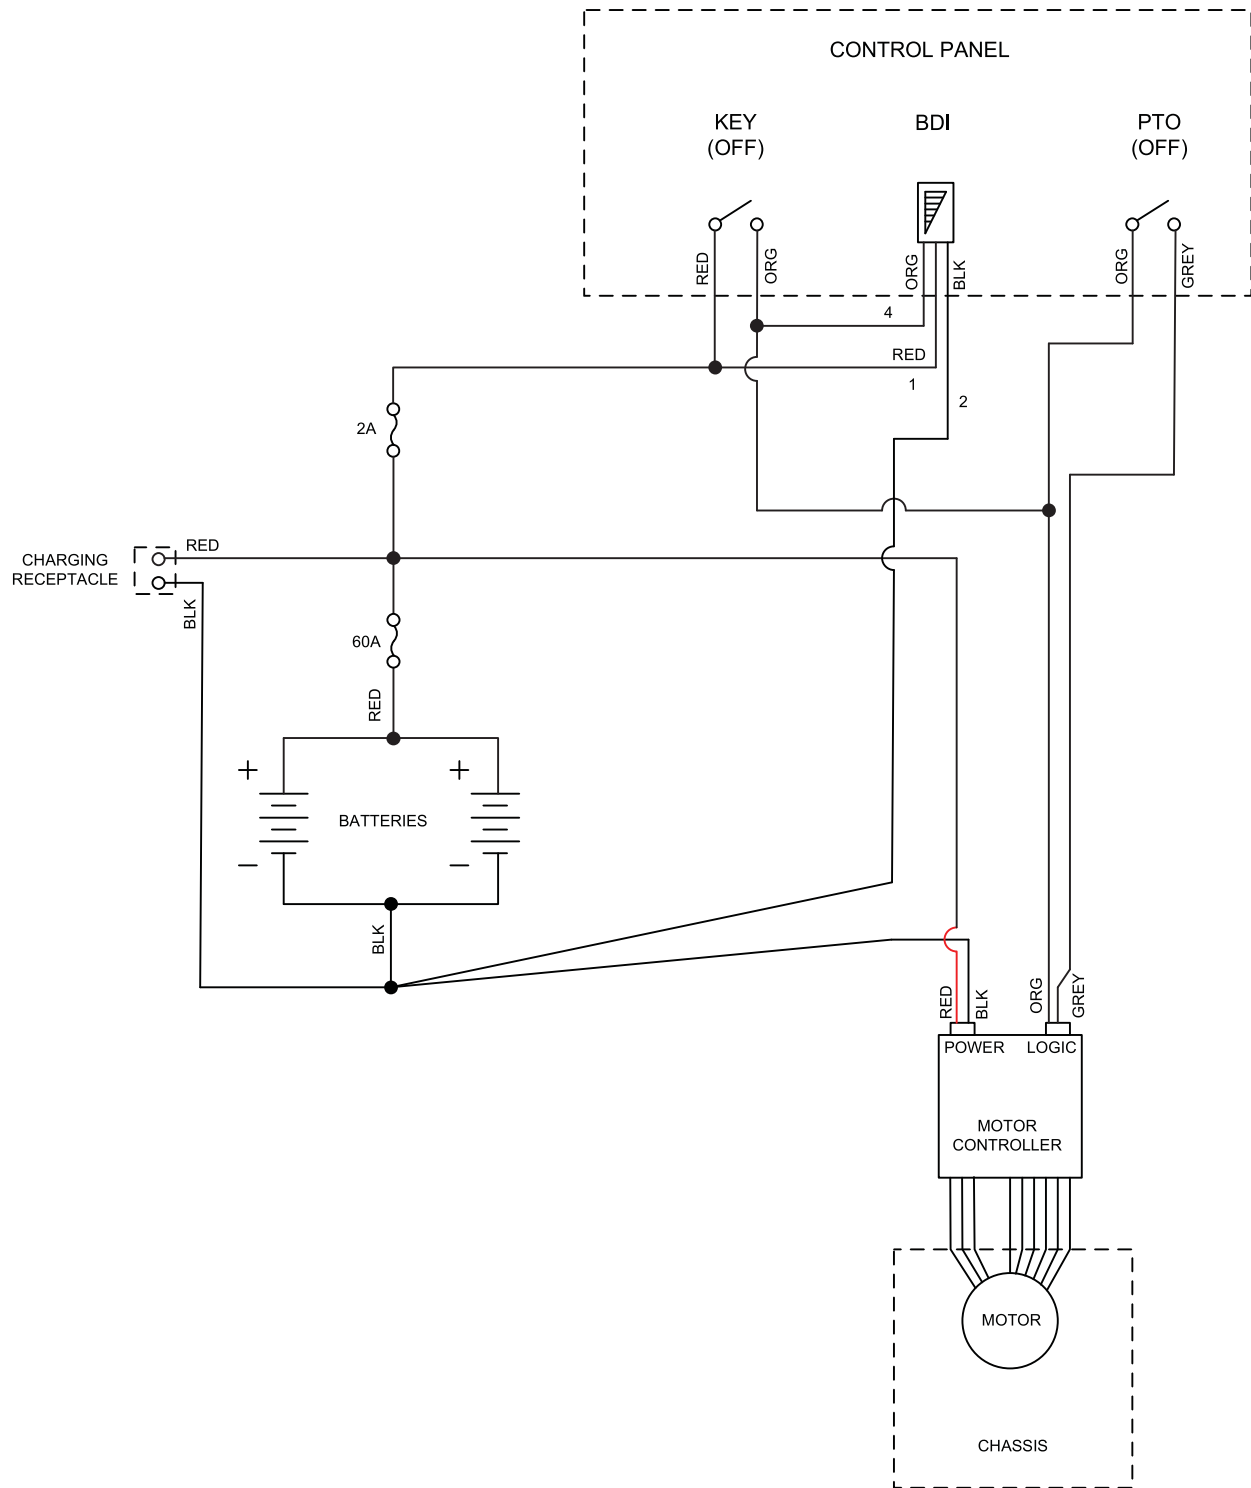 CONTROL PANEL
KEY
(OFF)
BDI
PTO
(OFF)
RED
ORG
ORG
BLK
ORG
GREY
4
RED
1
2
2A
CHARGING
RECEPTACLE
RED
BLK
60A
RED
+
+
BATTERIES
–
–
BLK
RED
BLK
ORG
GREY
POWER
LOGIC
MOTOR
CONTROLLER
MOTOR
CHASSIS